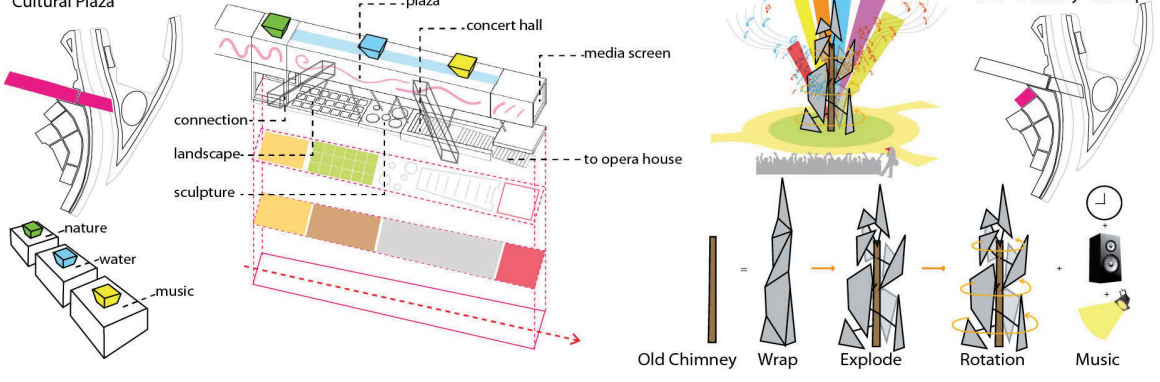 Cultural Plaza
plaza
concert hall
media screen
connection
landscape
sculpture
to opera house
nature
water
music
=
+
+
+
Old Chimney
Wrap
Explode
Rotation
Music